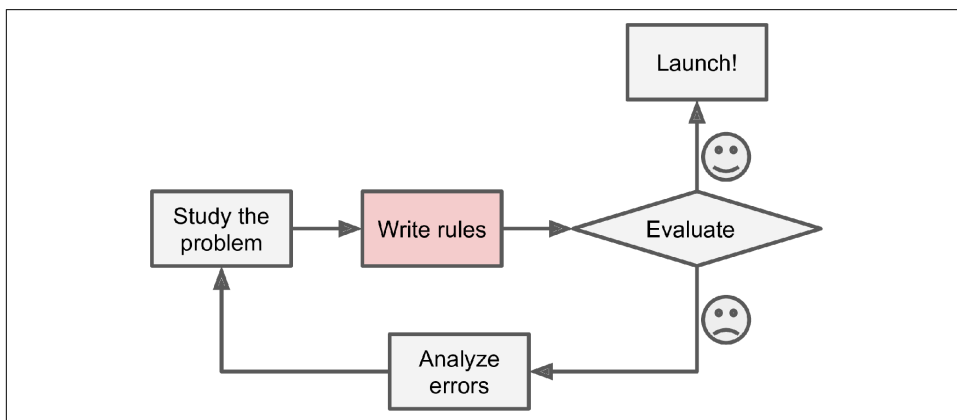 Launch!
Study the
problem
Write rules
Evaluate
Analyze
errors